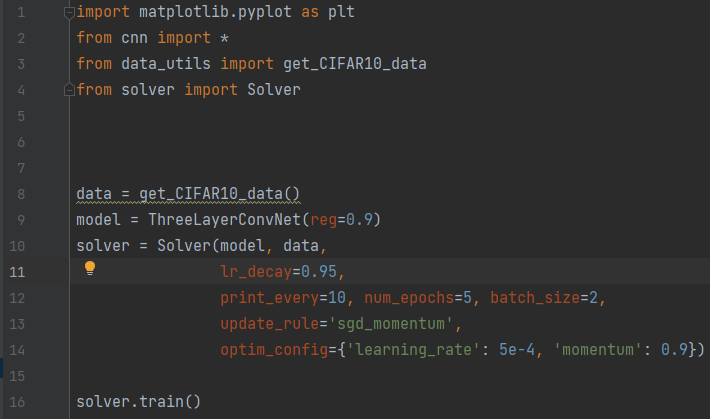 1 import matplotlib.pyplot as plt
2 from cnn import *
3 from data_utils import get_CIFAR10_data
4 from solver import Solver
5
6
7
8 data = get_CIFAR10_data()
9 model = ThreeLayerConvNet(reg=0.9)
10 solver = Solver(model, data,
11                 lr_decay=0.95,
12                 print_every=10, num_epochs=5, batch_size=2,
13                 update_rule='sgd_momentum',
14                 optim_config={'learning_rate': 5e-4, 'momentum': 0.9})
15
16 solver.train()